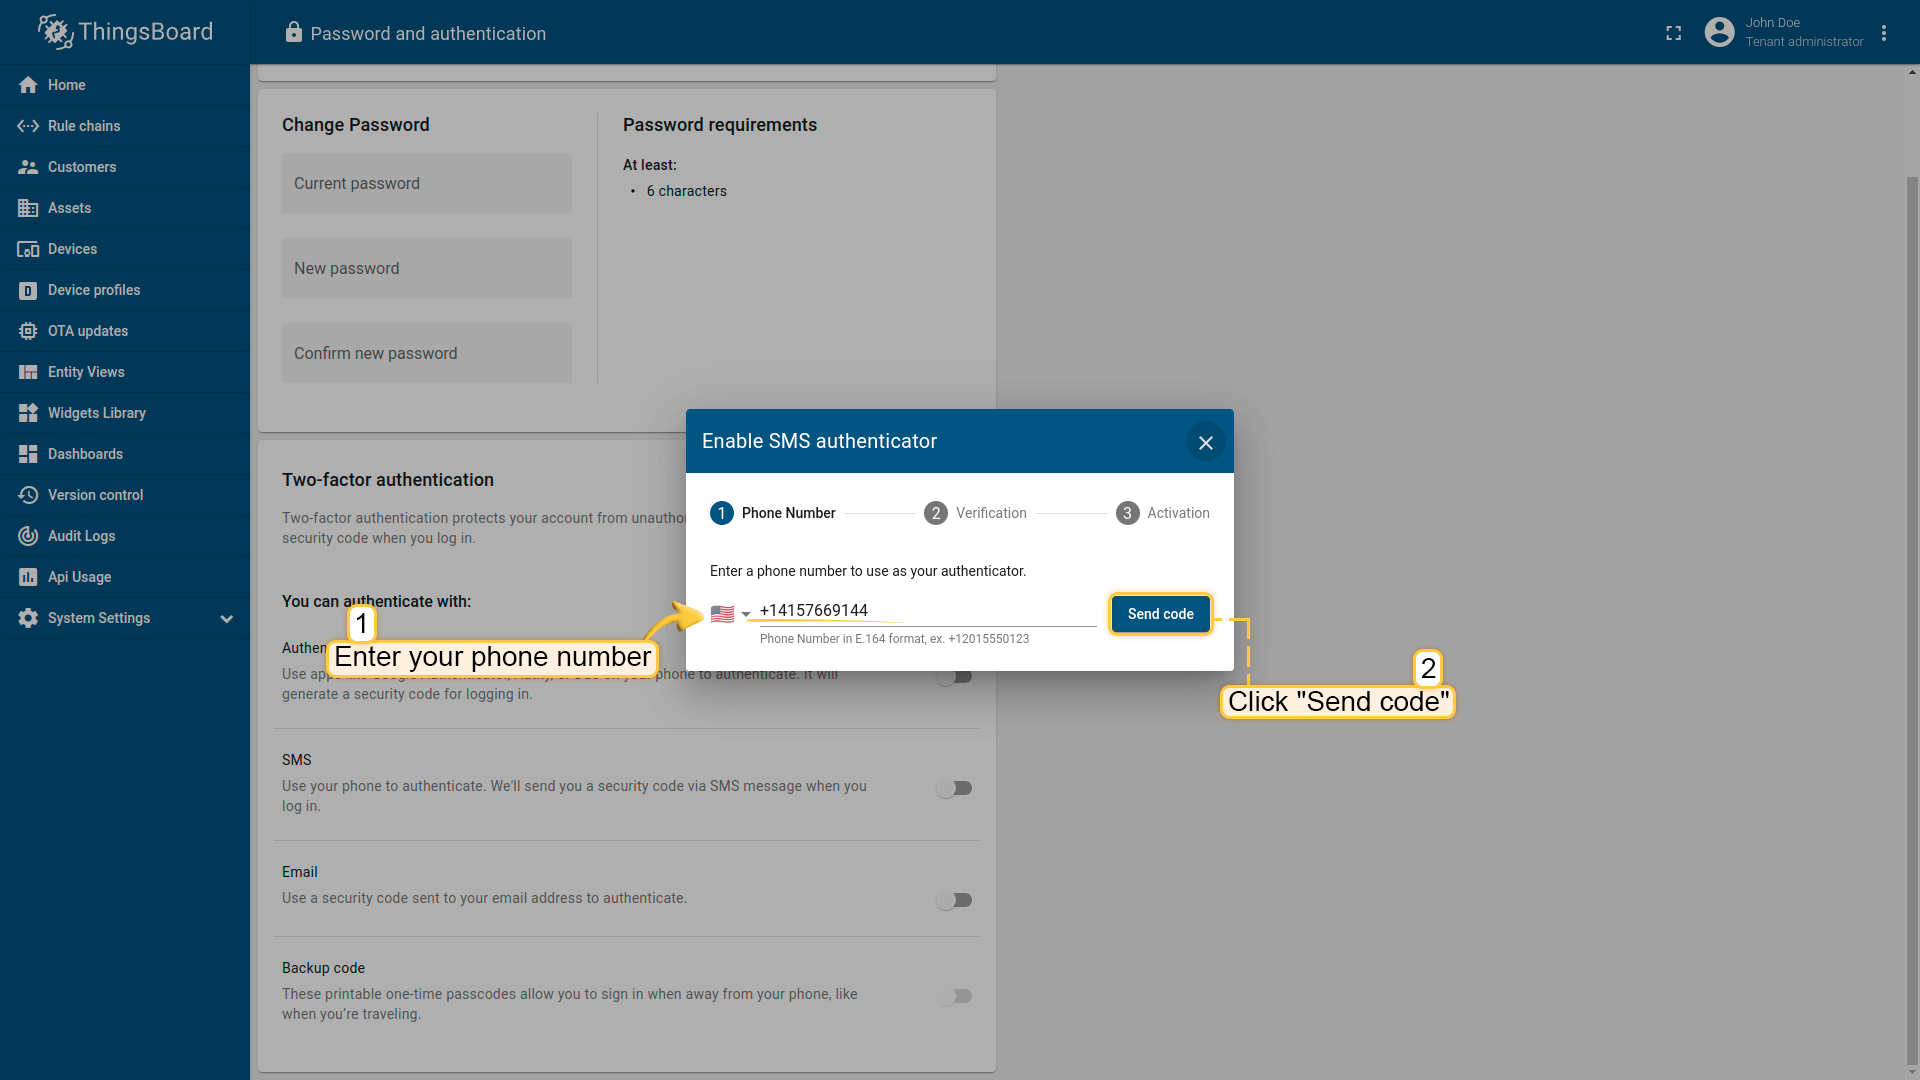 ThingsBoard
Password and authentication
John Doe
Tenant administrator
Home
Rule chains
Customers
Assets
Devices
Device profiles
OTA updates
Entity Views
Widgets Library
Dashboards
Version control
Audit Logs
Api Usage
System Settings
Change Password
Current password
New password
Confirm new password
Password requirements
At least:
• 6 characters
Two-factor authentication
Two-factor authentication protects your account from unauthor
security code when you log in.
You can authenticate with:
Authen
Use app
phone to authenticate. It will
generate a security code for logging in.
SMS
Use your phone to authenticate. We'll send you a security code via SMS message when you
log in.
Email
Use a security code sent to your email address to authenticate.
Backup code
These printable one-time passcodes allow you to sign in when away from your phone, like
when you're traveling.
Enable SMS authenticator
1 Phone Number
2 Verification
3 Activation
Enter a phone number to use as your authenticator.
+14157669144
Phone Number in E.164 format, ex. +12015550123
Send code
1
Enter your phone number
2
Click "Send code"